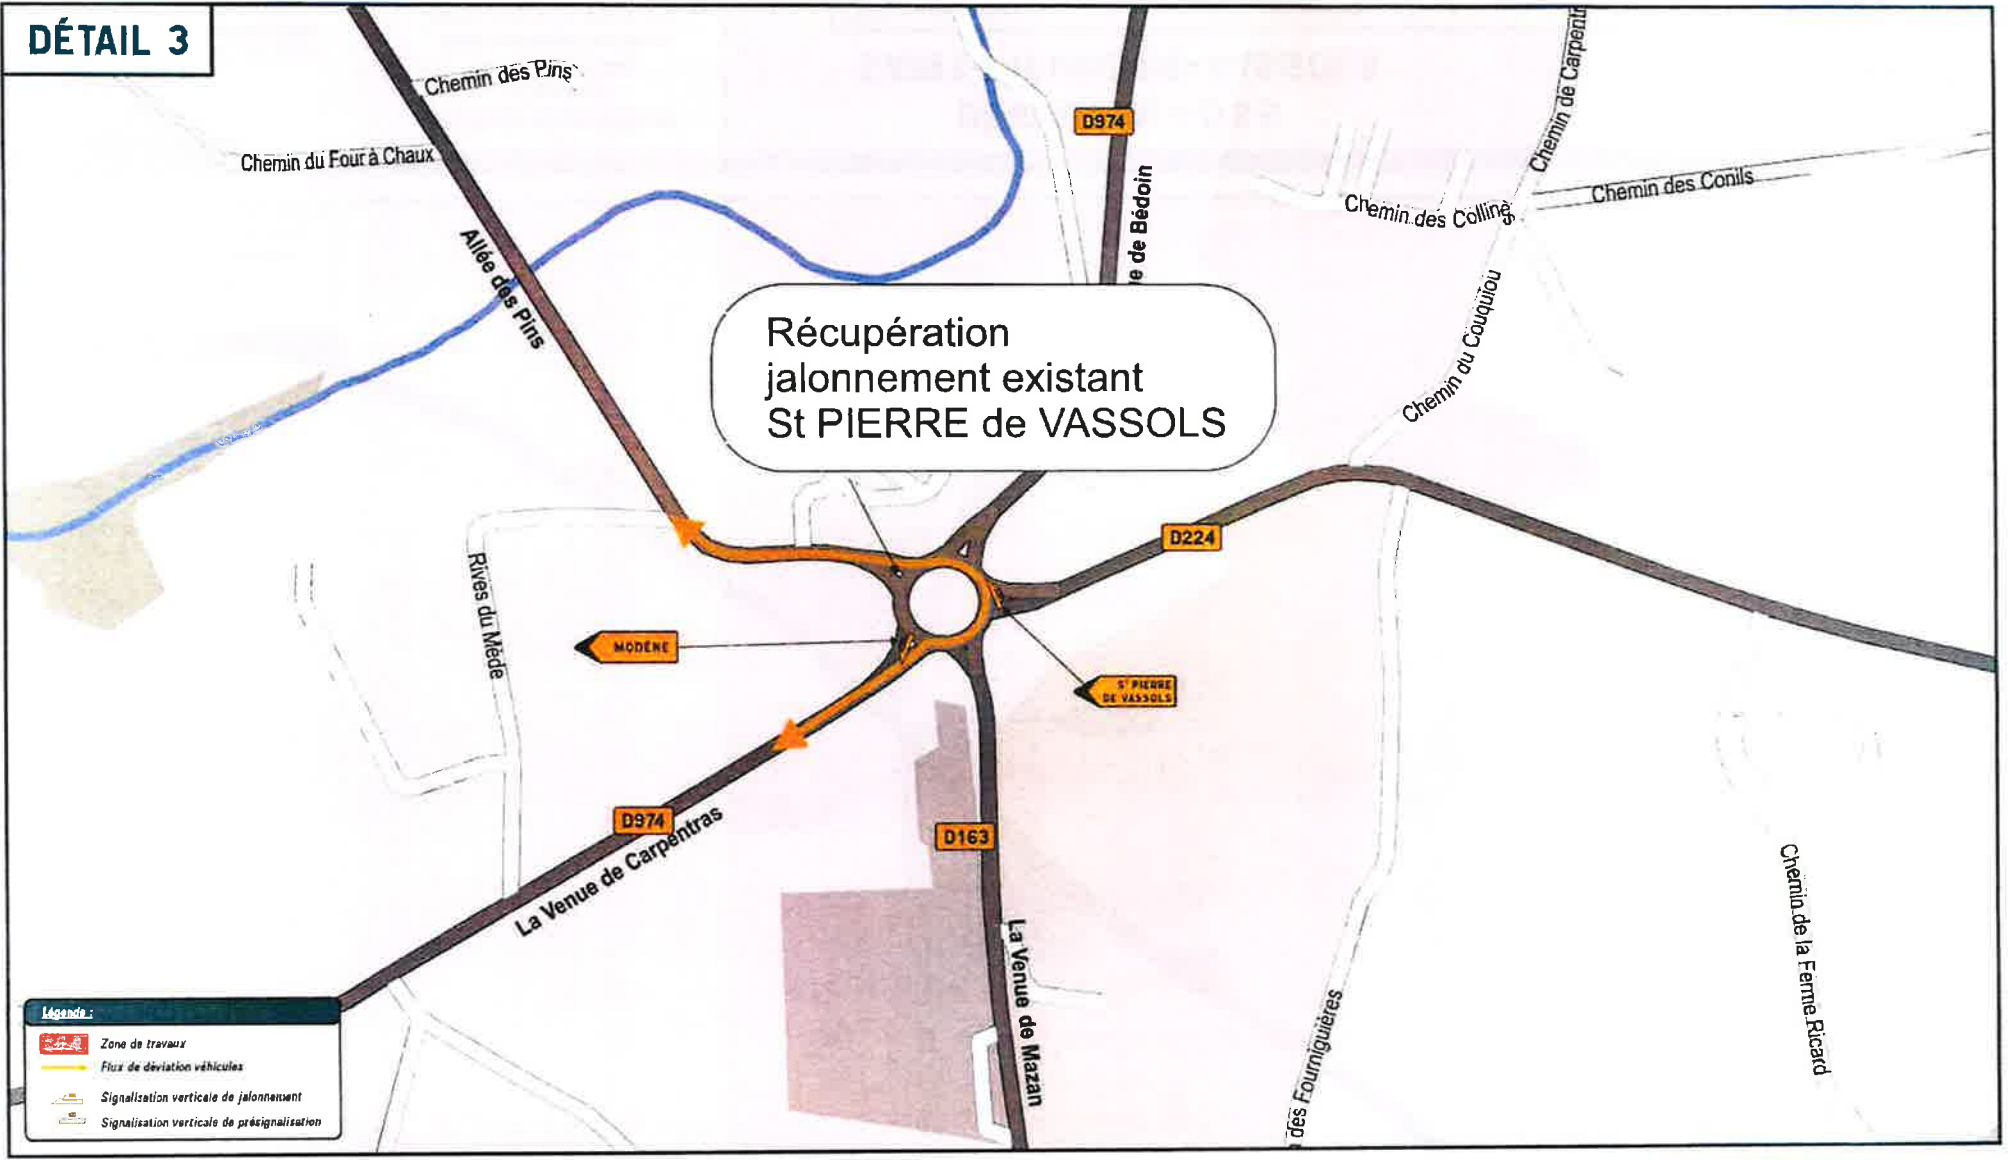 DÉTAIL 3
Chemin des Pins
Chemin du Four à Chaux
Allée des Pins
D974
e de Bédoin
Chemin de Carpent
Chemin des Collines
Chemin des Conils
Chemin du Couquiou
Récupération
jalonnement existant
St PIERRE de VASSOLS
D224
Rives du Mède
MODÈNE
ST PIERRE
DE VASSOLS
D974
La Venue de Carpentras
D163
La Venue de Mazan
des Fourniguières
Chemin de la Ferme Ricard
Légende :
Zone de travaux
Flux de déviation véhicules
Signalisation verticale de jalonnement
Signalisation verticale de présignalisation